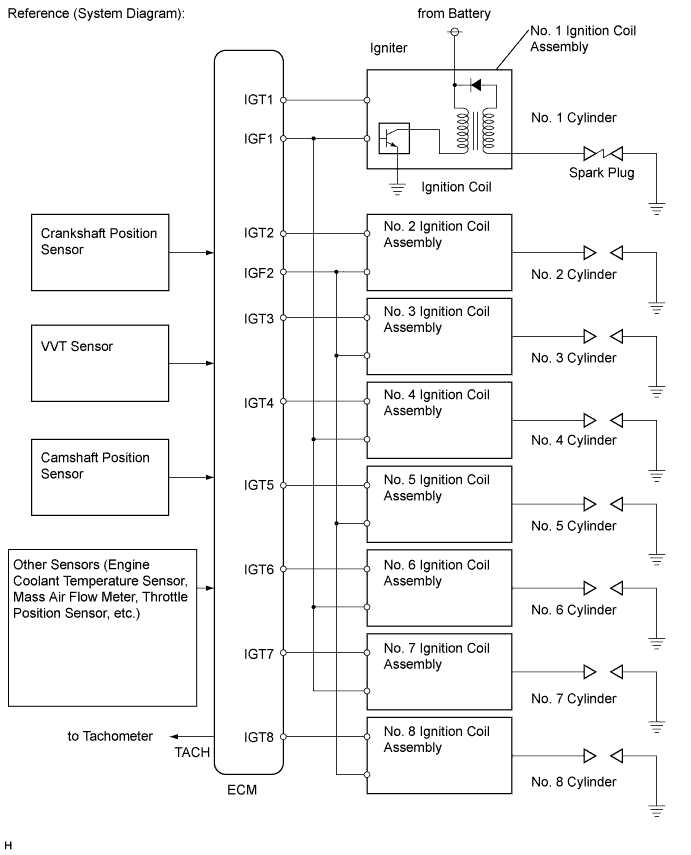 Reference (System Diagram):
from Battery
No. 1 Ignition Coil
Assembly
Igniter
IGT1
No. 1 Cylinder
IGF1
Spark Plug
Ignition Coil
Crankshaft Position
Sensor
IGT2
No. 2 Ignition Coil
Assembly
IGF2
No. 2 Cylinder
IGT3
No. 3 Ignition Coil
Assembly
VVT Sensor
No. 3 Cylinder
IGT4
No. 4 Ignition Coil
Assembly
No. 4 Cylinder
Camshaft Position
Sensor
IGT5
No. 5 Ignition Coil
Assembly
No. 5 Cylinder
Other Sensors (Engine
Coolant Temperature Sensor,
Mass Air Flow Meter, Throttle
Position Sensor, etc.)
IGT6
No. 6 Ignition Coil
Assembly
No. 6 Cylinder
IGT7
No. 7 Ignition Coil
Assembly
No. 7 Cylinder
to Tachometer
TACH
IGT8
No. 8 Ignition Coil
Assembly
No. 8 Cylinder
ECM
H